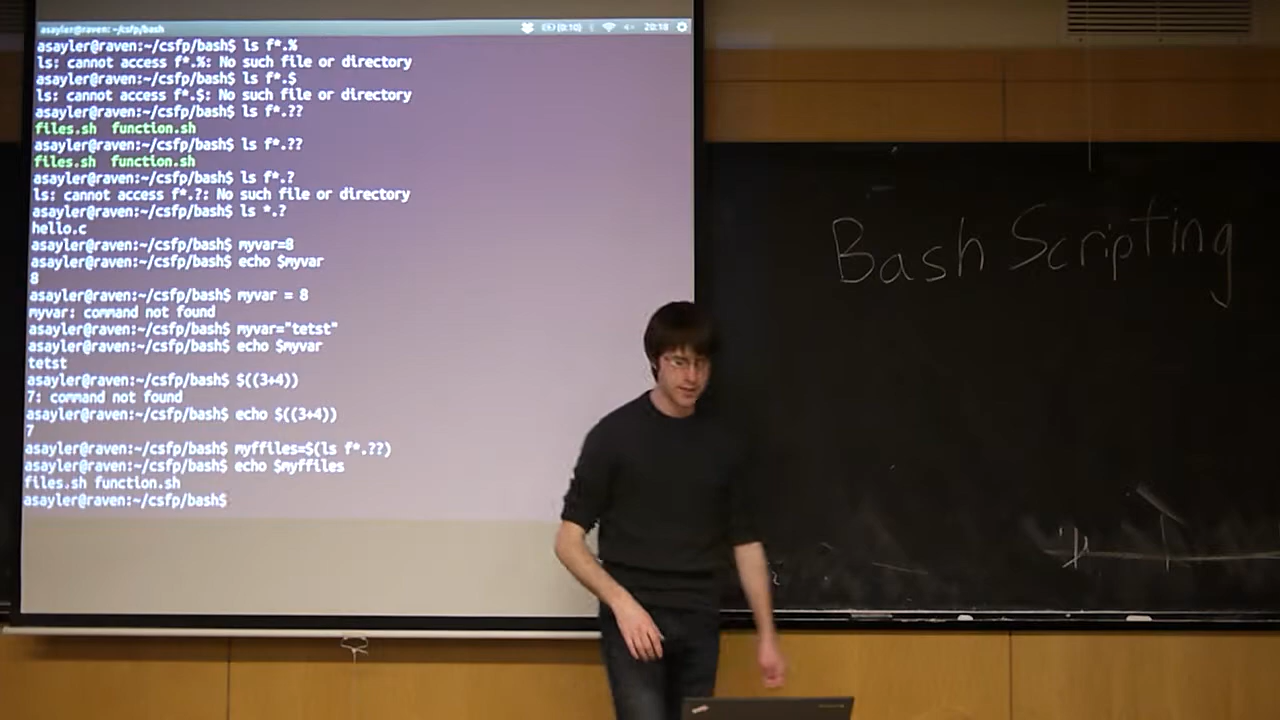 asayler@raven: ~/csfp/bash
(0:10) 20:18
asayler@raven:~/csfp/bash$ ls f*.%
ls: cannot access f*.%: No such file or directory
asayler@raven:~/csfp/bash$ ls f*.$
ls: cannot access f*.$: No such file or directory
asayler@raven:~/csfp/bash$ ls f*.??
files.sh function.sh
asayler@raven:~/csfp/bash$ ls f*.??
files.sh function.sh
asayler@raven:~/csfp/bash$ ls f*.?
ls: cannot access f*.?: No such file or directory
asayler@raven:~/csfp/bash$ ls *.?
hello.c
asayler@raven:~/csfp/bash$ myvar=8
asayler@raven:~/csfp/bash$ echo $myvar
8
asayler@raven:~/csfp/bash$ myvar = 8
myvar: command not found
asayler@raven:~/csfp/bash$ myvar="tetst"
asayler@raven:~/csfp/bash$ echo $myvar
tetst
asayler@raven:~/csfp/bash$ $((3+4))
7: command not found
asayler@raven:~/csfp/bash$ echo $((3+4))
7
asayler@raven:~/csfp/bash$ myffiles=$(ls f*.??)
asayler@raven:~/csfp/bash$ echo $myffiles
files.sh function.sh
asayler@raven:~/csfp/bash$
Bash Scripting